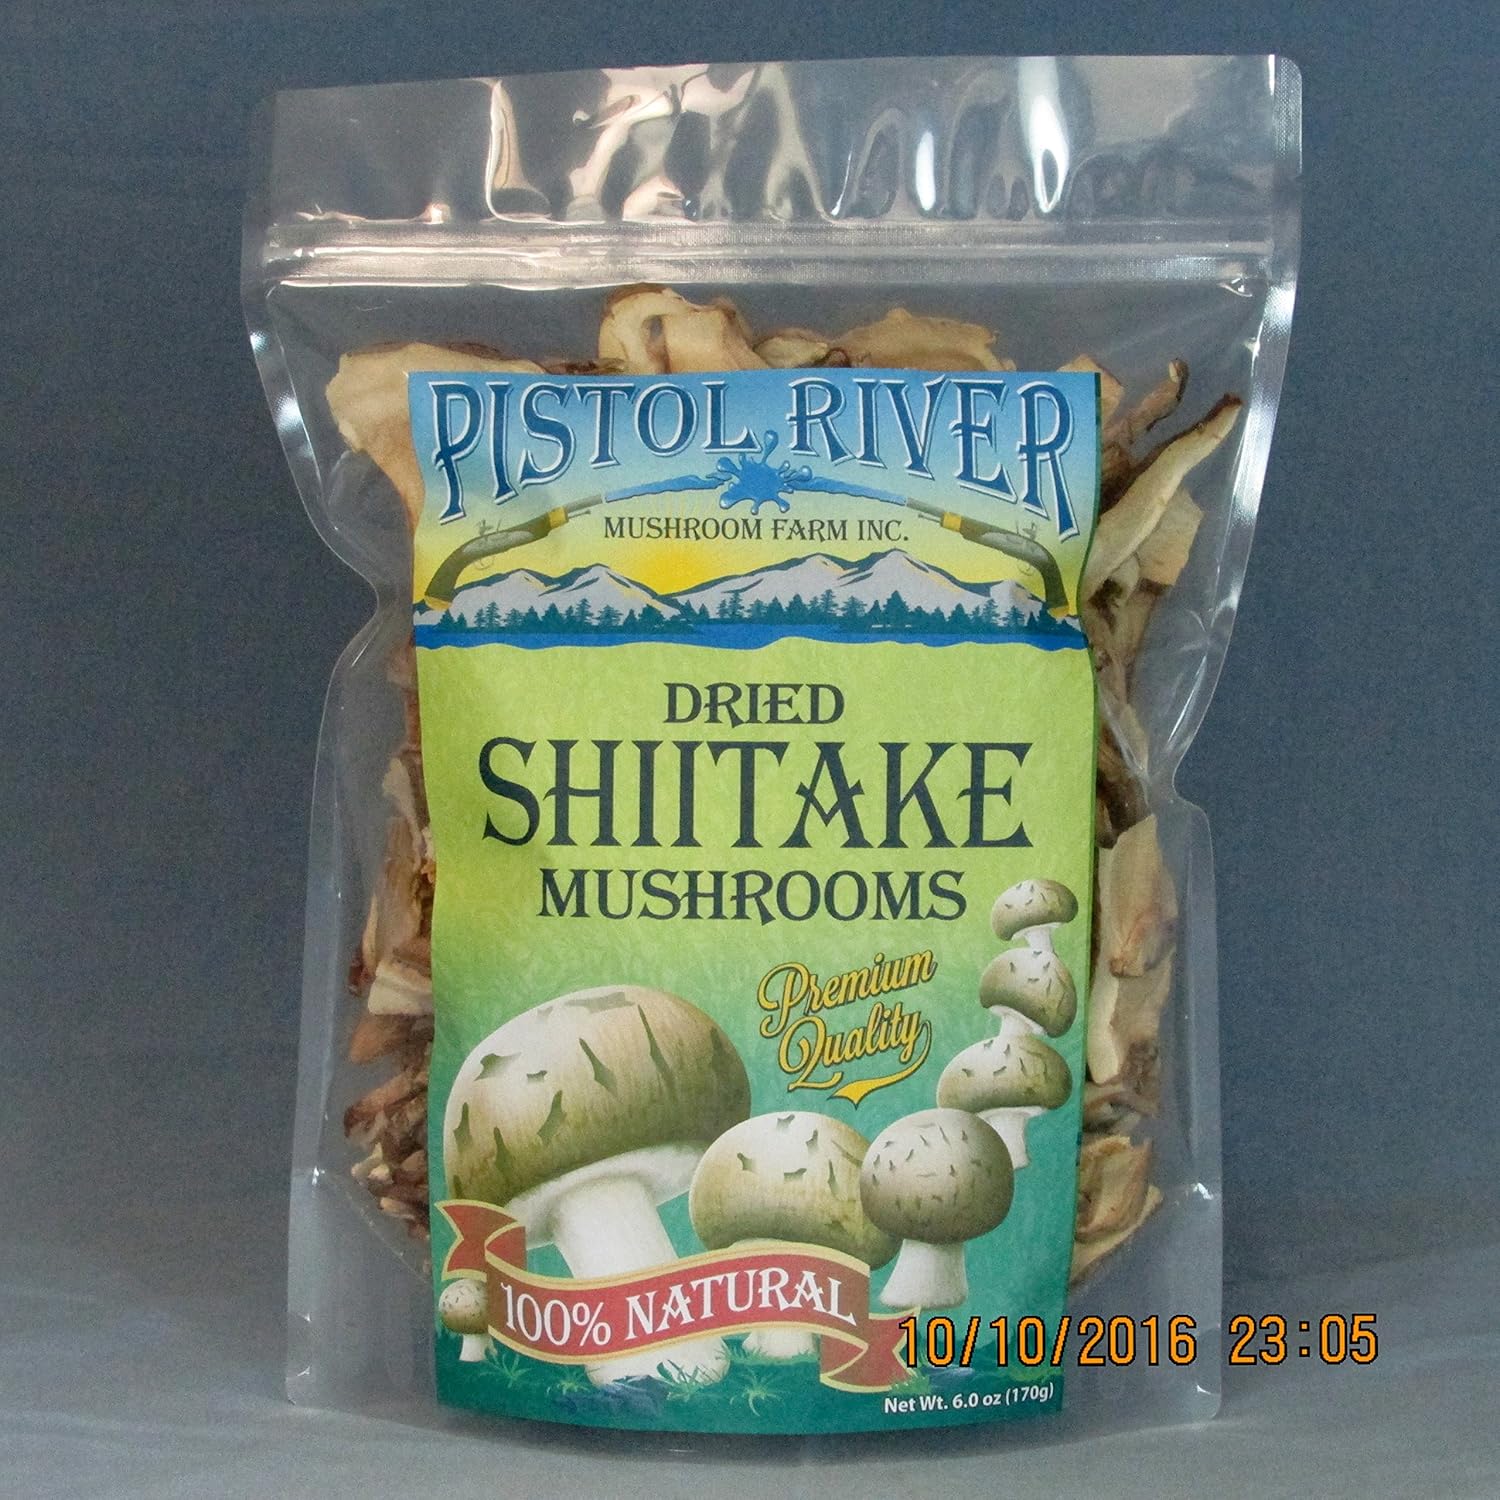 PISTOL RIVER
MUSHROOM FARM INC.
DRIED
SHIITAKE
MUSHROOMS
Premium
Quality
100% NATURAL
10/10/2016 23:05
Net Wt. 6.0 oz (170g)